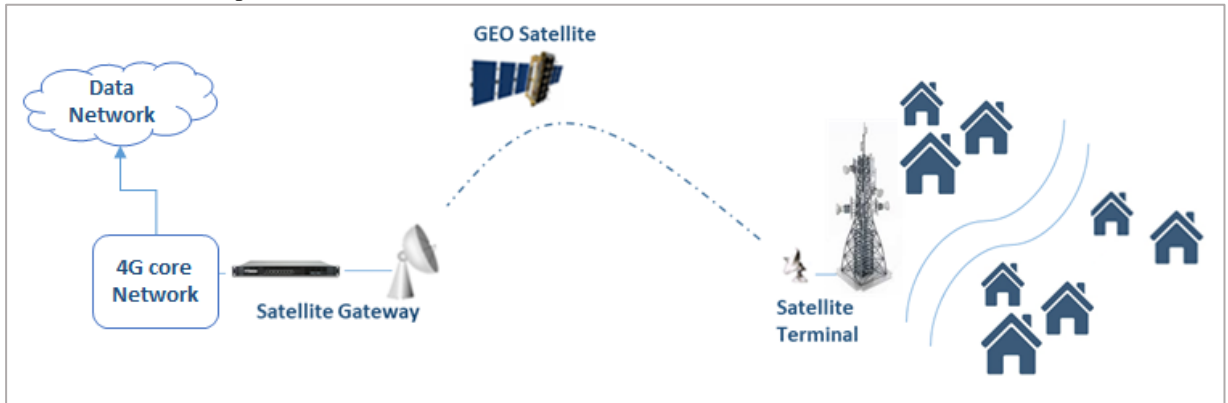 GEO Satellite
Data
Network
4G core
Network
Satellite Gateway
Satellite
Terminal